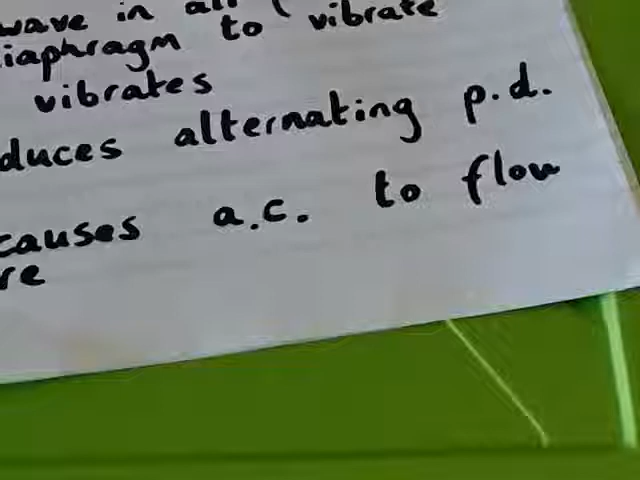 wave in air
diaphragm to vibrate
vibrates
duces alternating p.d.
causes a.c. to flow
re